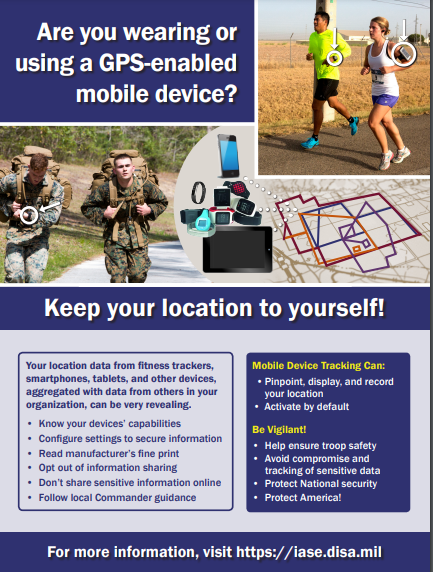 Are you wearing or
using a GPS-enabled
mobile device?
Keep your location to yourself!
Your location data from fitness trackers,
smartphones, tablets, and other devices,
aggregated with data from others in your
organization, can be very revealing.
• Know your devices’ capabilities
• Configure settings to secure information
• Read manufacturer’s fine print
• Opt out of information sharing
• Don’t share sensitive information online
• Follow local Commander guidance
Mobile Device Tracking Can:
• Pinpoint, display, and record
your location
• Activate by default
Be Vigilant!
• Help ensure troop safety
• Avoid compromise and
tracking of sensitive data
• Protect National security
• Protect America!
For more information, visit https://iase.disa.mil